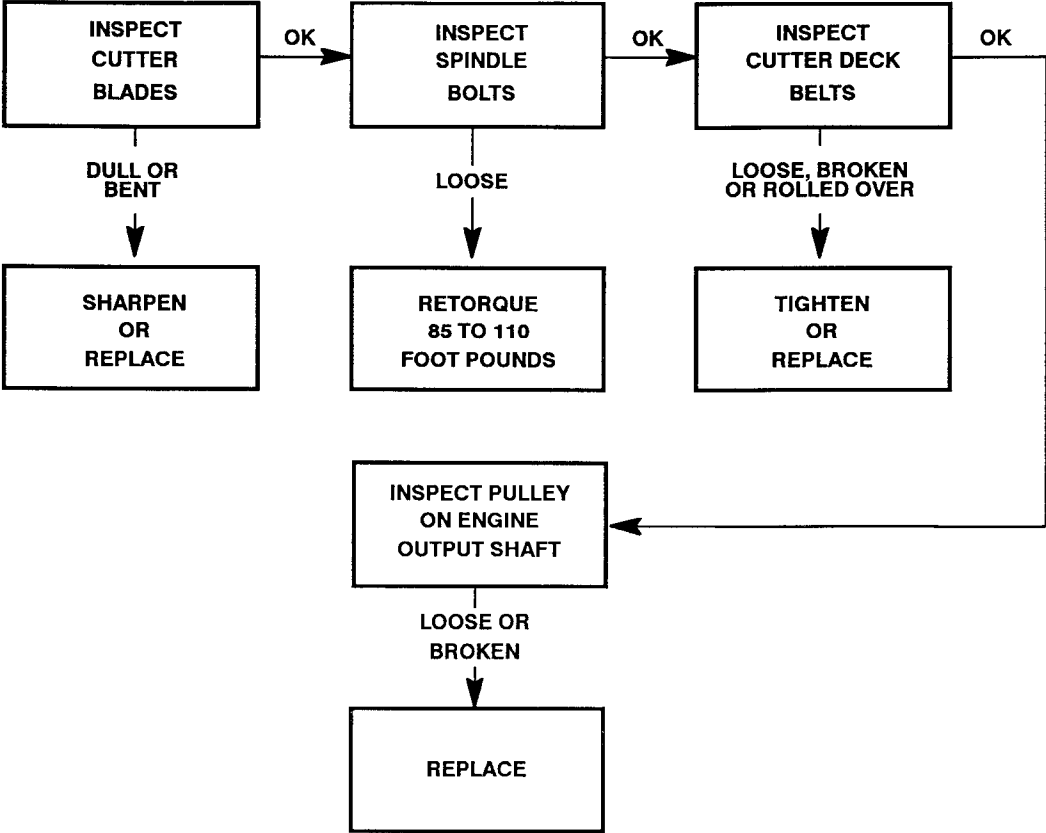 INSPECT
CUTTER
BLADES
OK
INSPECT
SPINDLE
BOLTS
OK
INSPECT
CUTTER DECK
BELTS
OK
DULL OR
BENT
LOOSE
LOOSE, BROKEN
OR ROLLED OVER
SHARPEN
OR
REPLACE
RETORQUE
85 TO 110
FOOT POUNDS
TIGHTEN
OR
REPLACE
INSPECT PULLEY
ON ENGINE
OUTPUT SHAFT
LOOSE OR
BROKEN
REPLACE